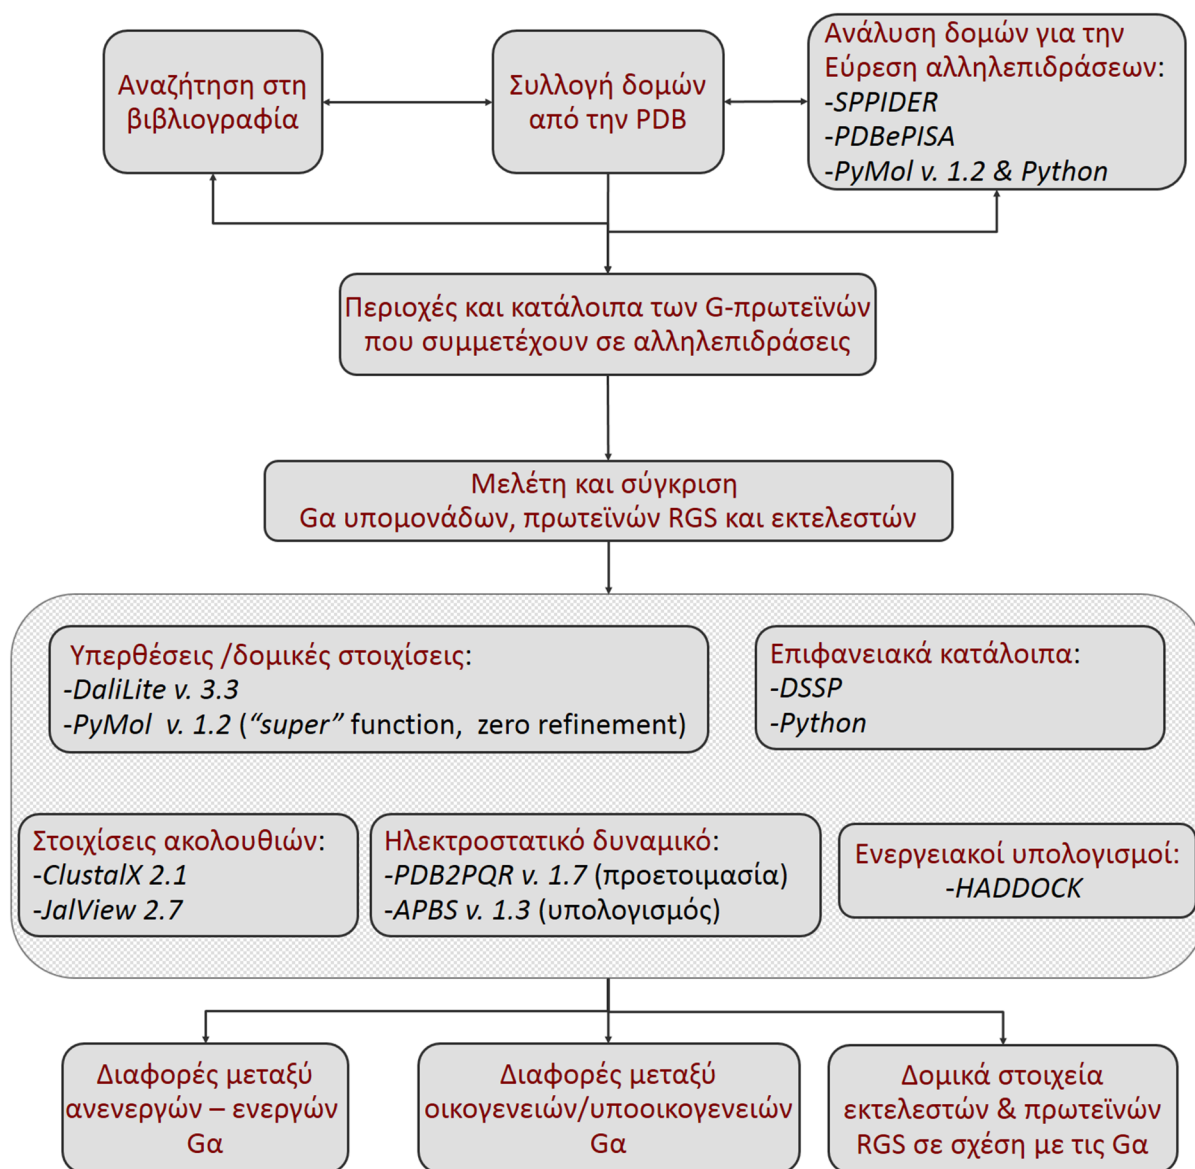 Αναζήτηση στη
βιβλιογραφία
Συλλογή δομών
από την PDB
Ανάλυση δομών για την
Εύρεση αλληλεπιδράσεων:
-SPPIDER
-PDBePISA
-PyMol v. 1.2 & Python
Περιοχές και κατάλοιπα των G-πρωτεϊνών
που συμμετέχουν σε αλληλεπιδράσεις
Μελέτη και σύγκριση
Gα υπομονάδων, πρωτεϊνών RGS και εκτελεστών
Υπερθέσεις /δομικές στοιχίσεις:
-DaliLite v. 3.3
-PyMol v. 1.2 (“super” function, zero refinement)
Επιφανειακά κατάλοιπα:
-DSSP
-Python
Στοιχίσεις ακολουθιών:
-ClustalX 2.1
-JalView 2.7
Ηλεκτροστατικό δυναμικό:
-PDB2PQR v. 1.7 (προετοιμασία)
-APBS v. 1.3 (υπολογισμός)
Ενεργειακοί υπολογισμοί:
-HADDOCK
Διαφορές μεταξύ
ανενεργών – ενεργών
Gα
Διαφορές μεταξύ
οικογενειών/υποοικογενειών
Gα
Δομικά στοιχεία
εκτελεστών & πρωτεϊνών
RGS σε σχέση με τις Gα